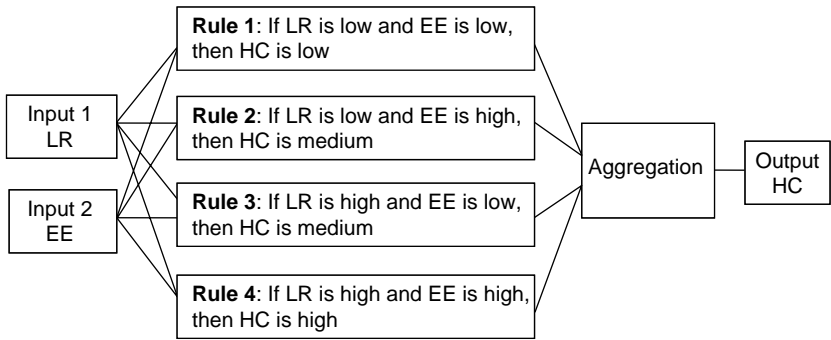 Input 1
LR
Input 2
EE
Rule 1: If LR is low and EE is low,
then HC is low
Rule 2: If LR is low and EE is high,
then HC is medium
Rule 3: If LR is high and EE is low,
then HC is medium
Rule 4: If LR is high and EE is high,
then HC is high
Aggregation
Output
HC